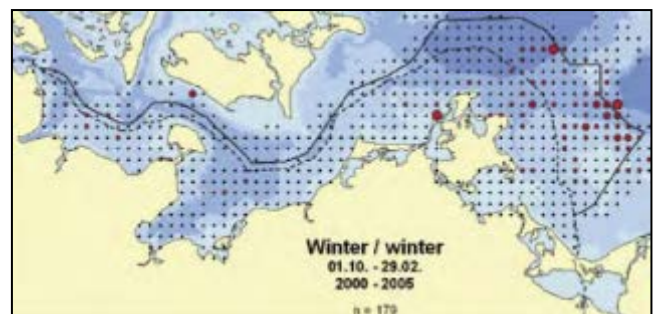 Winter / winter
01.10. - 29.02.
2000 - 2005
n = 179